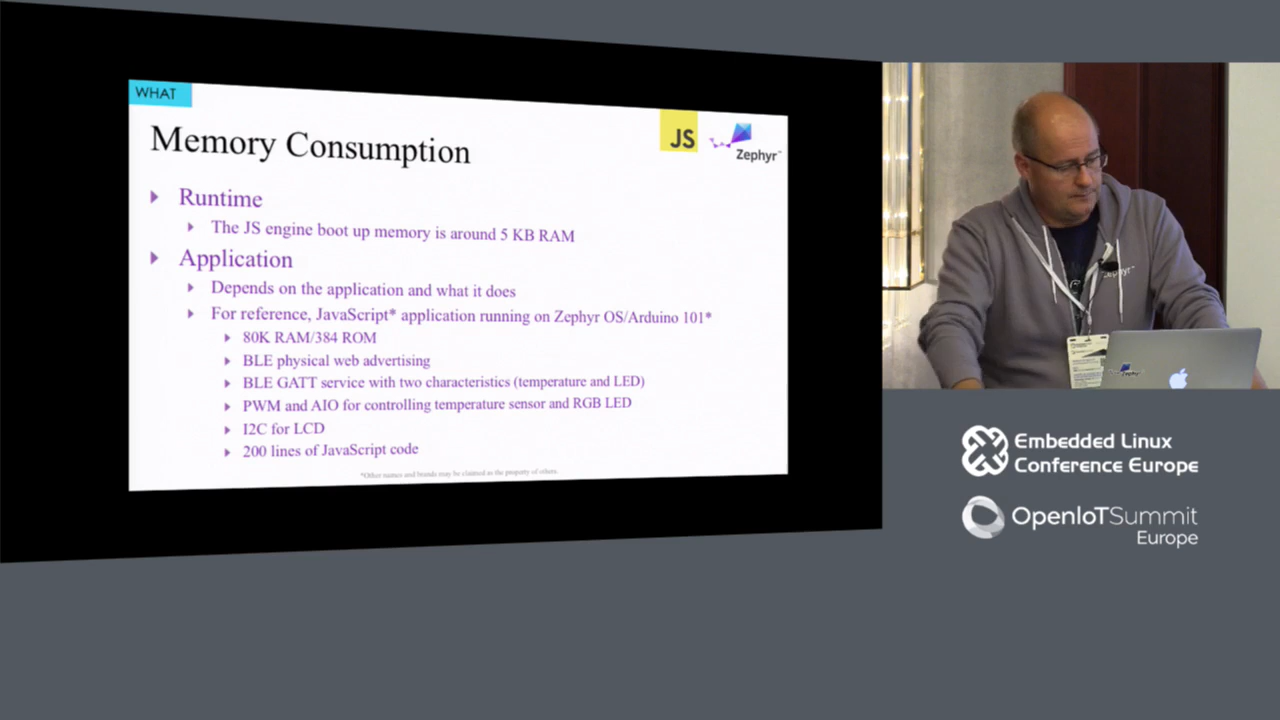 WHAT
Memory Consumption
JS
Zephyr™
Runtime
The JS engine boot up memory is around 5 KB RAM
Application
Depends on the application and what it does
For reference, JavaScript* application running on Zephyr OS/Arduino 101*
80K RAM/384 ROM
BLE physical web advertising
BLE GATT service with two characteristics (temperature and LED)
PWM and AIO for controlling temperature sensor and RGB LED
I2C for LCD
200 lines of JavaScript code
*Other names and brands may be claimed as the property of others.
Zephyr
Zephyr
Embedded Linux
Conference Europe
OpenIoTSummit
Europe